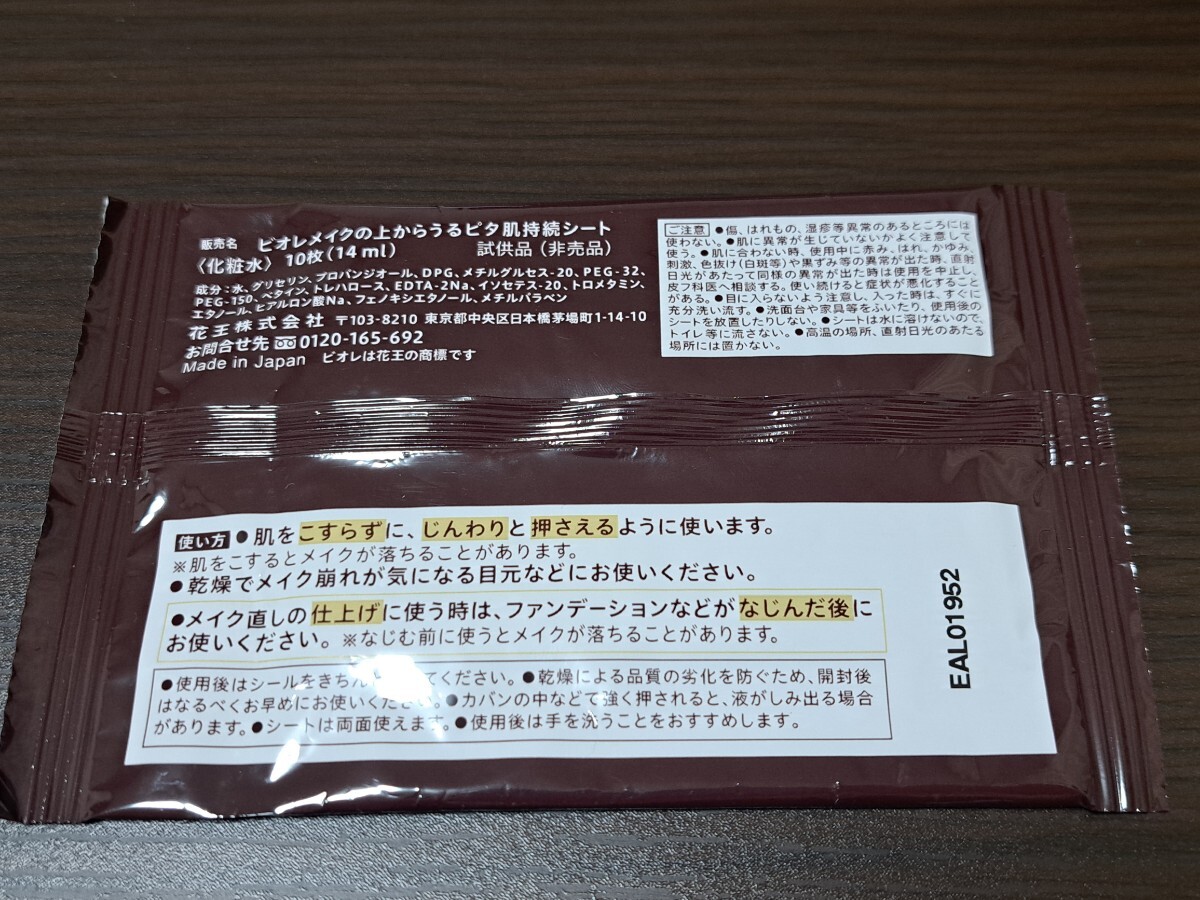 販売名 ビオレメイクの上からうるピタ肌持続シート
〈化粧水〉 10枚(14ml) 試供品(非売品)
成分:水、グリセリン、プロパンジオール、DPG、メチルグルセス-20、PEG-32、
PEG-150、ベタイン、トレハロース、EDTA-2Na、イソセテス-20、トロメタミン、
エタノール、ヒアルロン酸Na、フェノキシエタノール、メチルパラベン
花王株式会社 〒103-8210 東京都中央区日本橋茅場町1-14-10
お問合せ先 0120-165-692
Made in Japan ビオレは花王の商標です
ご注意 ●傷、はれもの、湿疹等異常のあるところには
使わない。●肌に異常が生じていないかよく注意して
使う。●肌に合わない時、使用中に赤み、はれ、かゆみ、
刺激、色抜け(白斑等)や黒ずみ等の異常が出た時、直射
日光があたって同様の異常が出た時は使用を中止し、
皮フ科医へ相談する。使い続けると症状が悪化すること
がある。●目に入らないよう注意し、入った時は、すぐに
充分洗い流す。●洗面台や家具等をふいたり、使用後の
シートを放置したりしない。●シートは水に溶けないので、
トイレ等に流さない。●高温の場所、直射日光のあたる
場所には置かない。
使い方 ●肌をこすらずに、じんわりと押さえるように使います。
※肌をこするとメイクが落ちることがあります。
●乾燥でメイク崩れが気になる目元などにお使いください。
●メイク直しの仕上げに使う時は、ファンデーションなどがなじんだ後に
お使いください。※なじむ前に使うとメイクが落ちることがあります。
●使用後はシールをきちん てください。●乾燥による品質の劣化を防ぐため、開封後
はなるべくお早めにお使いください。●カバンの中などで強く押されると、液がしみ出る場合
があります。●シートは両面使えます。●使用後は手を洗うことをおすすめします。
EAL01952